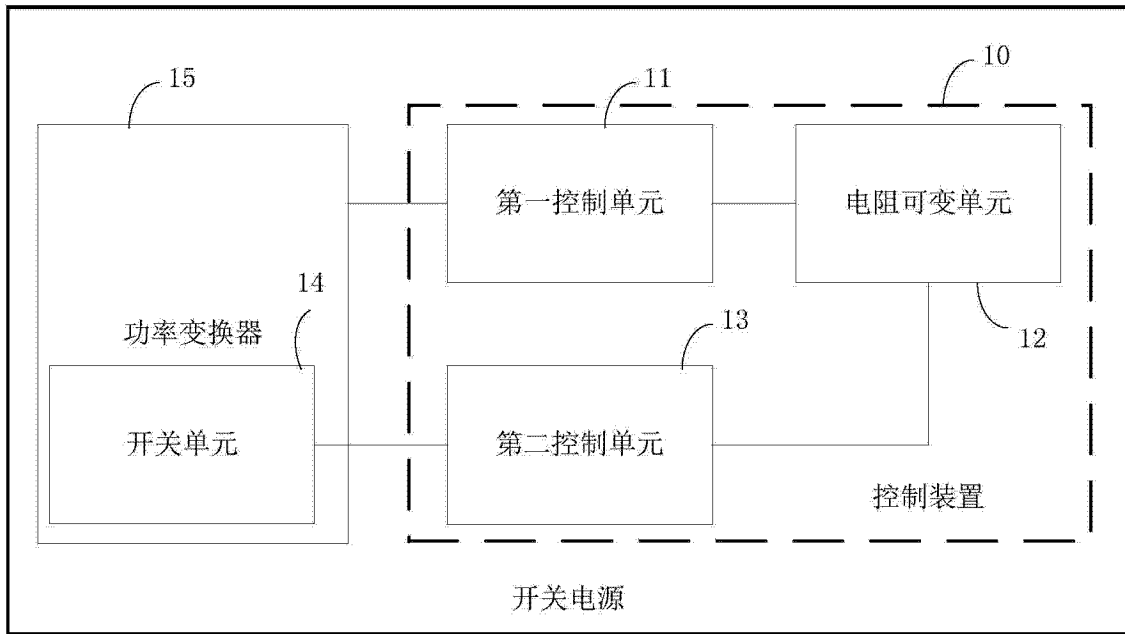 15
11
10
第一控制单元
电阻可变单元
14
功率变换器
13
12
开关单元
第二控制单元
控制装置
开关电源